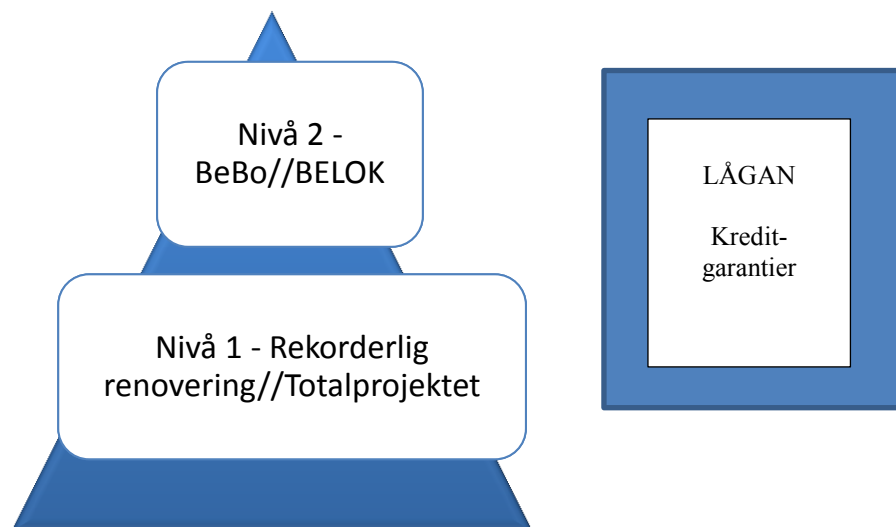 Nivå 2 -
BeBo//BELOK
Nivå 1 - Rekorderlig
renovering//Totalprojektet
LÅGAN
Kredit-
garantier